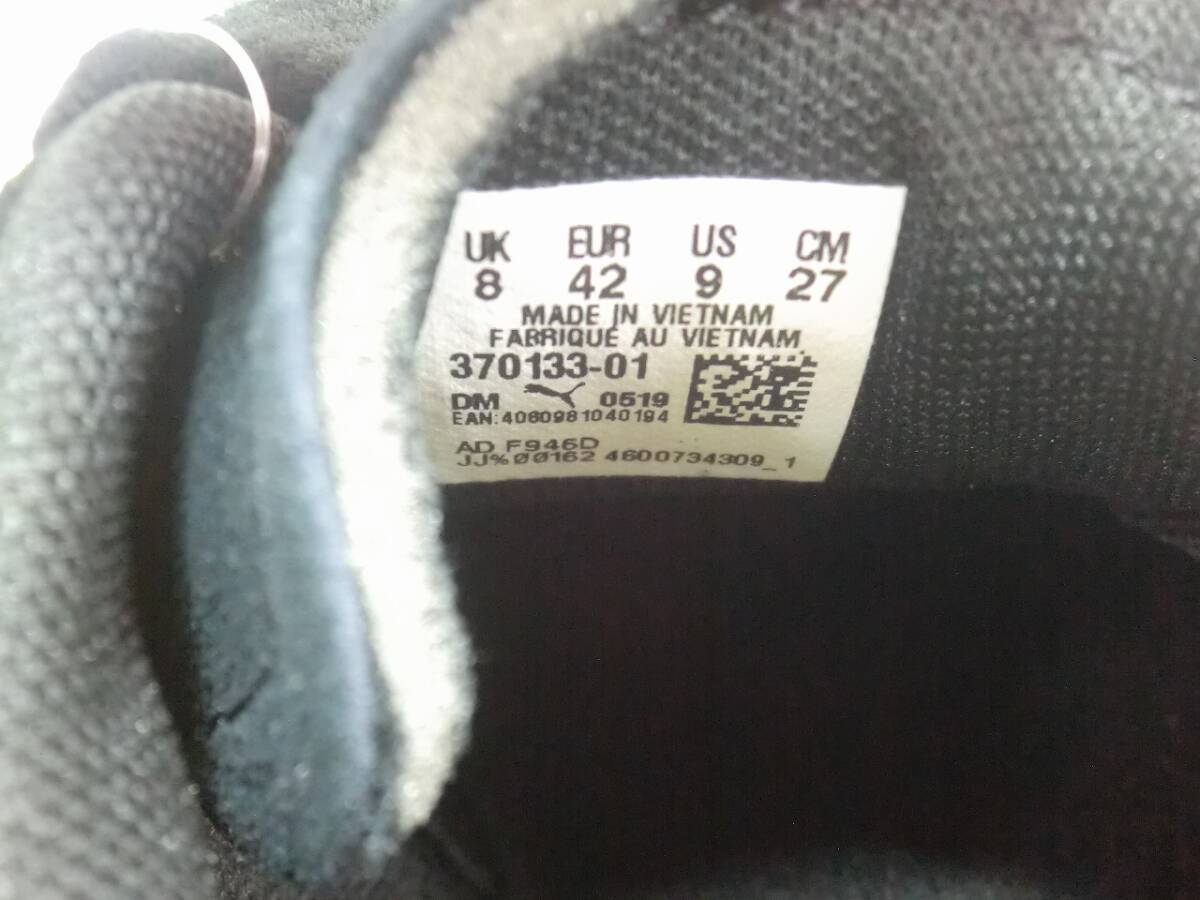 UK EUR US CM
8 42 9 27
MADE IN VIETNAM
FABRIQUE AU VIETNAM
370133-01
DM 0519
EAN:4060981040194
AD F946D
JJ%00162 4600734309_1